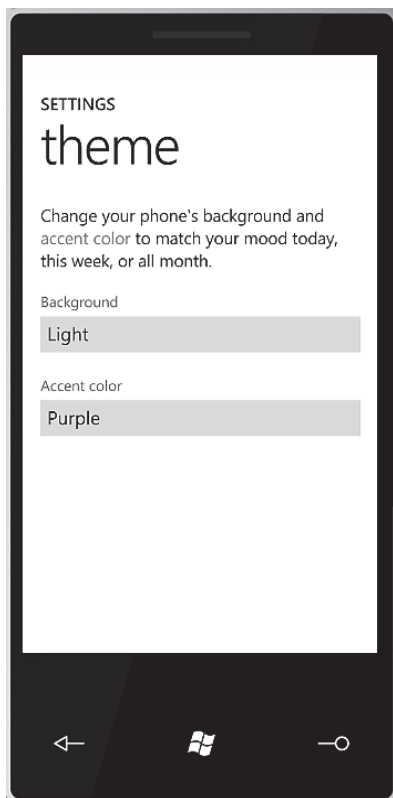 SETTINGS
theme
Change your phone's background and
accent color to match your mood today,
this week, or all month.
Background
Light
Accent color
Purple